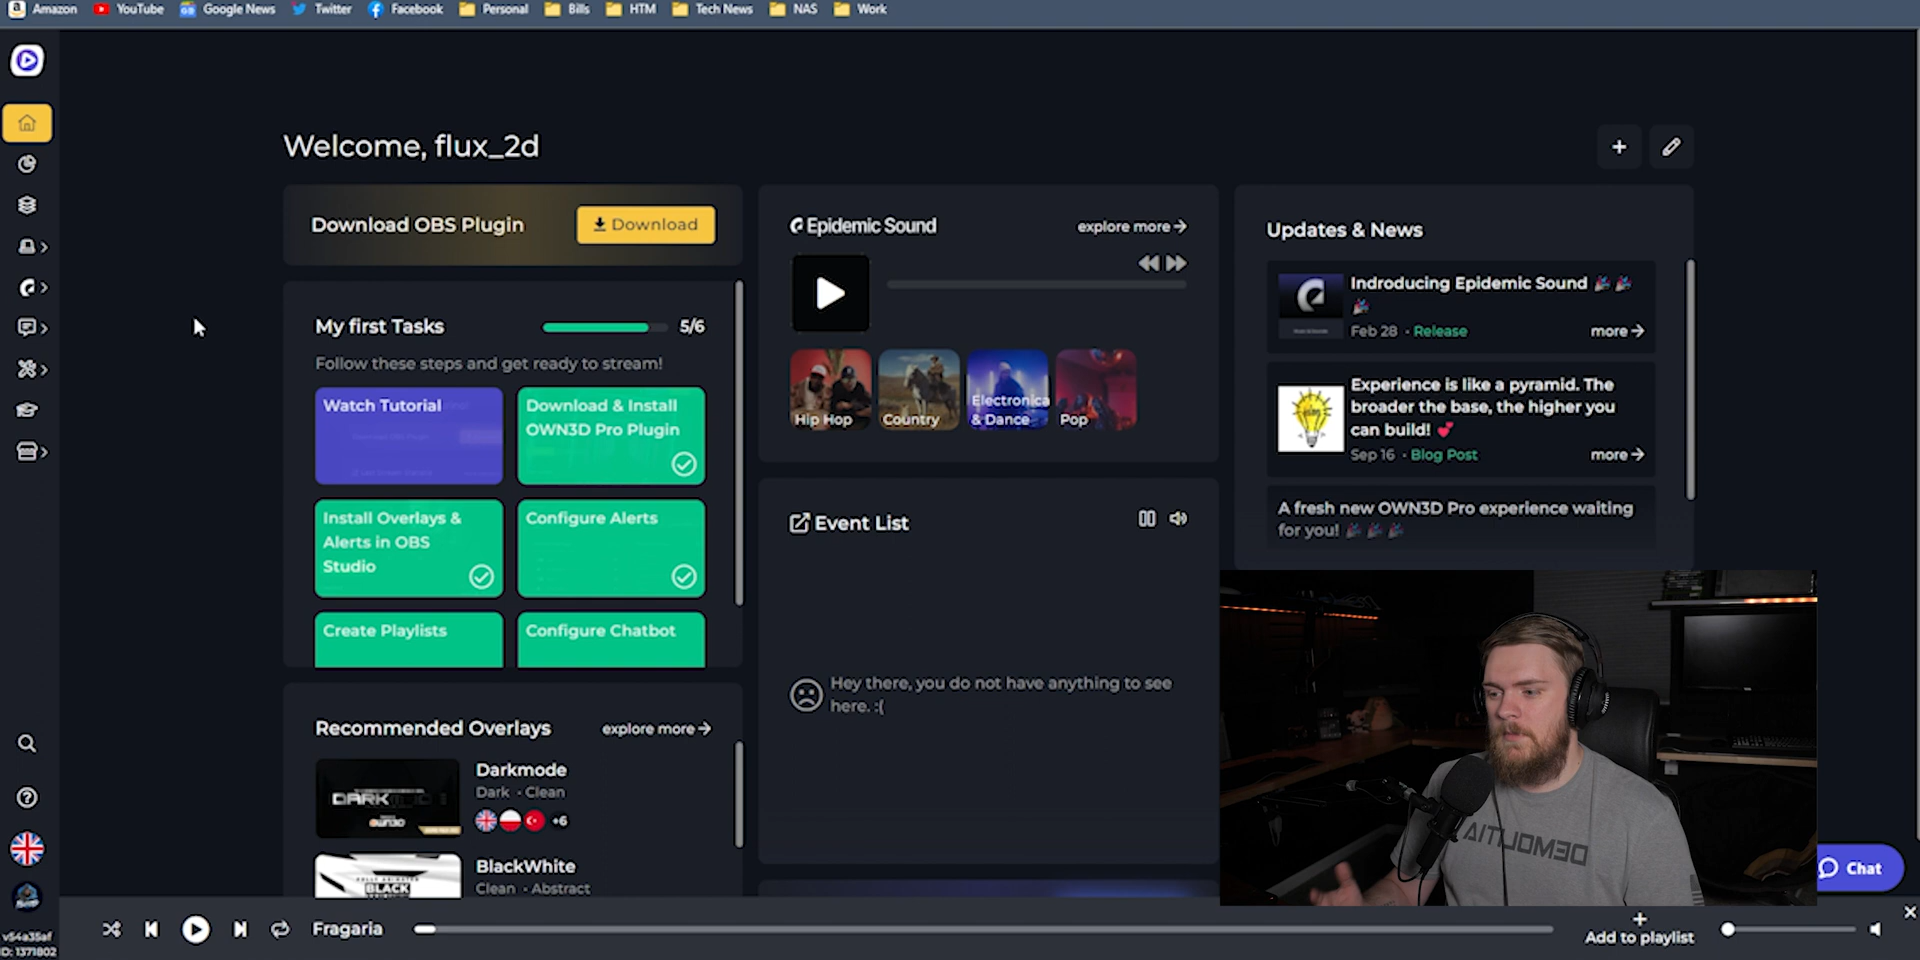 Amazon YouTube Google News Twitter Facebook Personal Bills HTM Tech News NAS Work
Welcome, flux_2d
+
Download OBS Plugin
Download
My first Tasks
5/6
Follow these steps and get ready to stream!
Watch Tutorial
Download & Install
OWN3D Pro Plugin
Install Overlays &
Alerts in OBS
Studio
Configure Alerts
Create Playlists
Configure Chatbot
Recommended Overlays
explore more
Darkmode
Dark · Clean
+6
DARK
BlackWhite
Clean · Abstract
BLACK
Epidemic Sound
explore more
Hip Hop
Country
Electronica
& Dance
Pop
Event List
Hey there, you do not have anything to see
here. :(
Updates & News
Indroducing Epidemic Sound
Feb 28 · Release
more
Experience is like a pyramid. The
broader the base, the higher you
can build!
Sep 16 · Blog Post
more
A fresh new OWN3D Pro experience waiting
for you!
Chat
Fragaria
+
Add to playlist
v54a35af
ID: 1371802